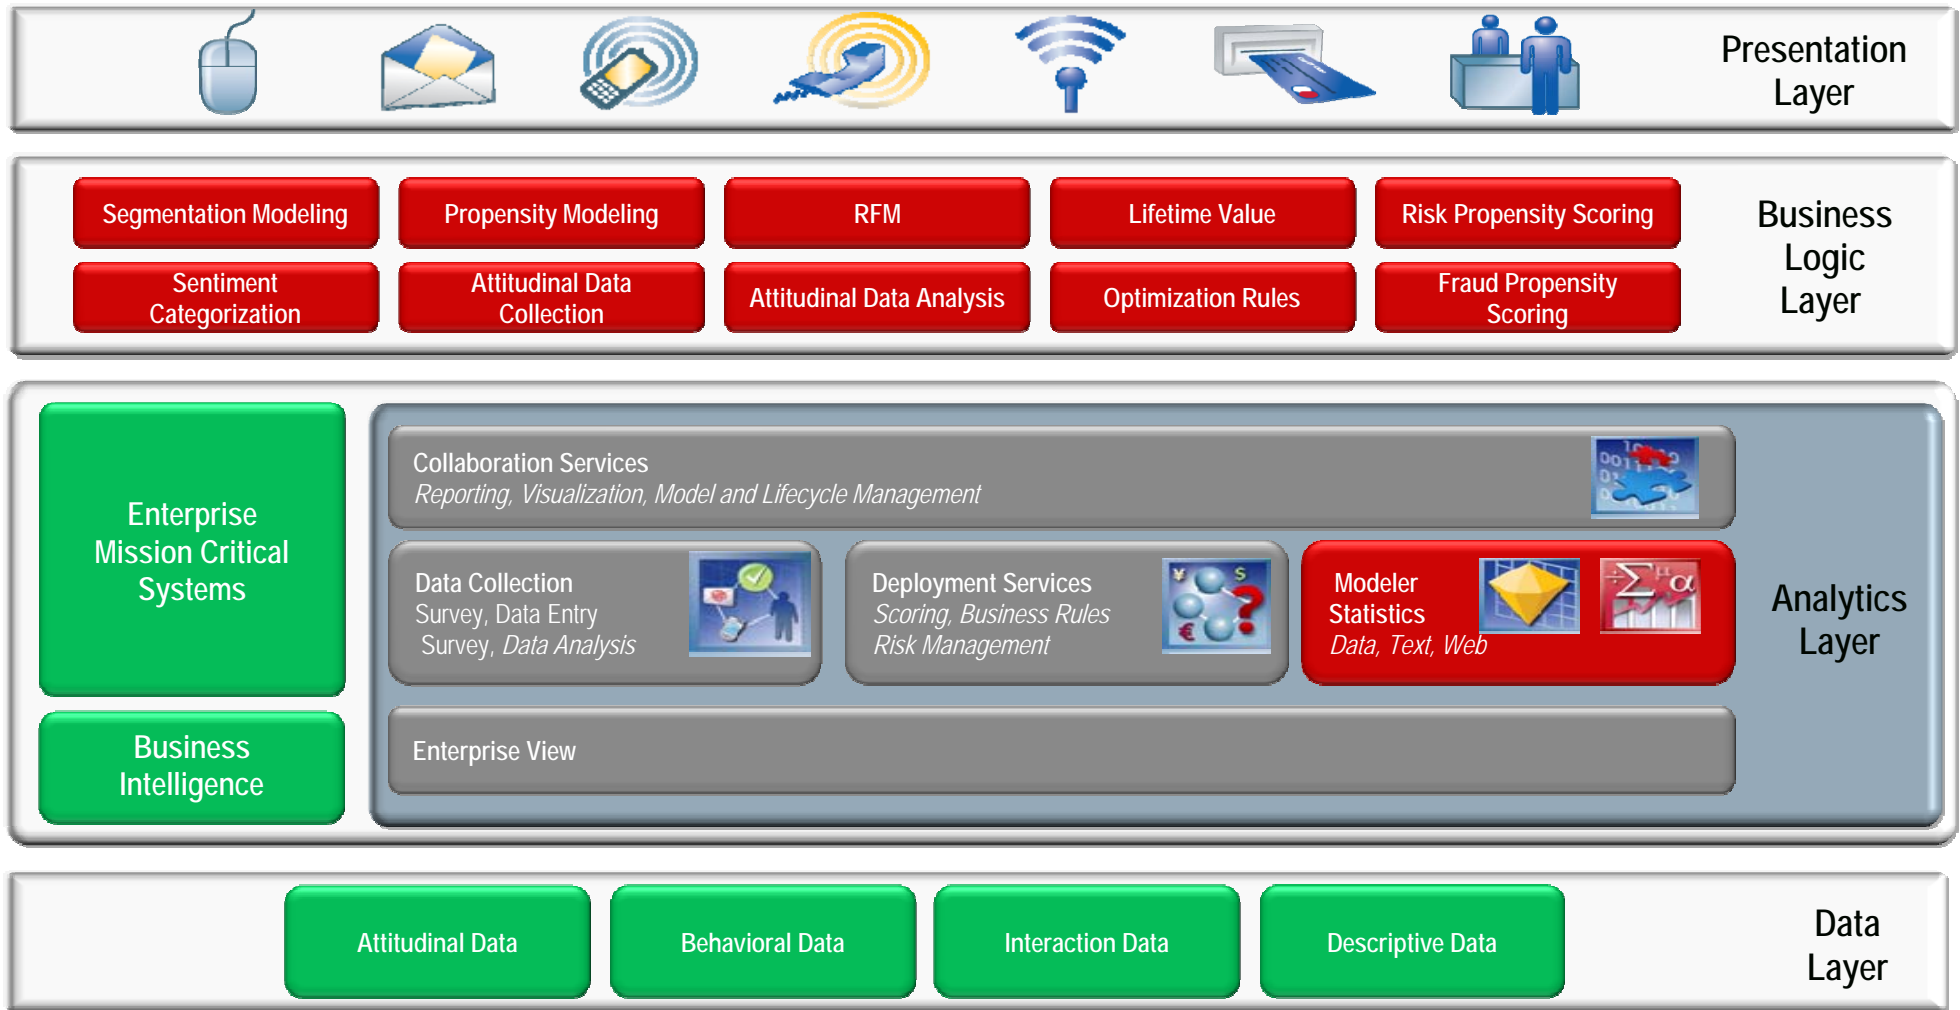 Presentation
Layer
Segmentation Modeling
Propensity Modeling
RFM
Lifetime Value
Risk Propensity Scoring
Sentiment
Categorization
Attitudinal Data
Collection
Attitudinal Data Analysis
Optimization Rules
Fraud Propensity
Scoring
Business
Logic
Layer
Enterprise
Mission Critical
Systems
Business
Intelligence
Collaboration Services
Reporting, Visualization, Model and Lifecycle Management
Data Collection
Survey, Data Entry
Survey, Data Analysis
Deployment Services
Scoring, Business Rules
Risk Management
Modeler
Statistics
Data, Text, Web
Enterprise View
Analytics
Layer
Attitudinal Data
Behavioral Data
Interaction Data
Descriptive Data
Data
Layer